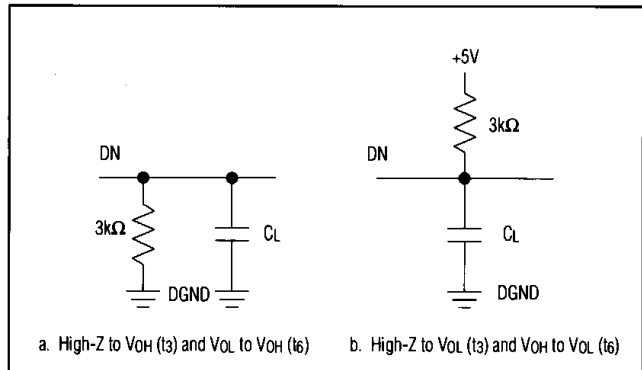 +5V
3kΩ
DN
DN
3kΩ
CL
CL
DGND
DGND
a. High-Z to VOH (t3) and VOL to VOH (t6)
b. High-Z to VOL (t3) and VOH to VOL (t6)